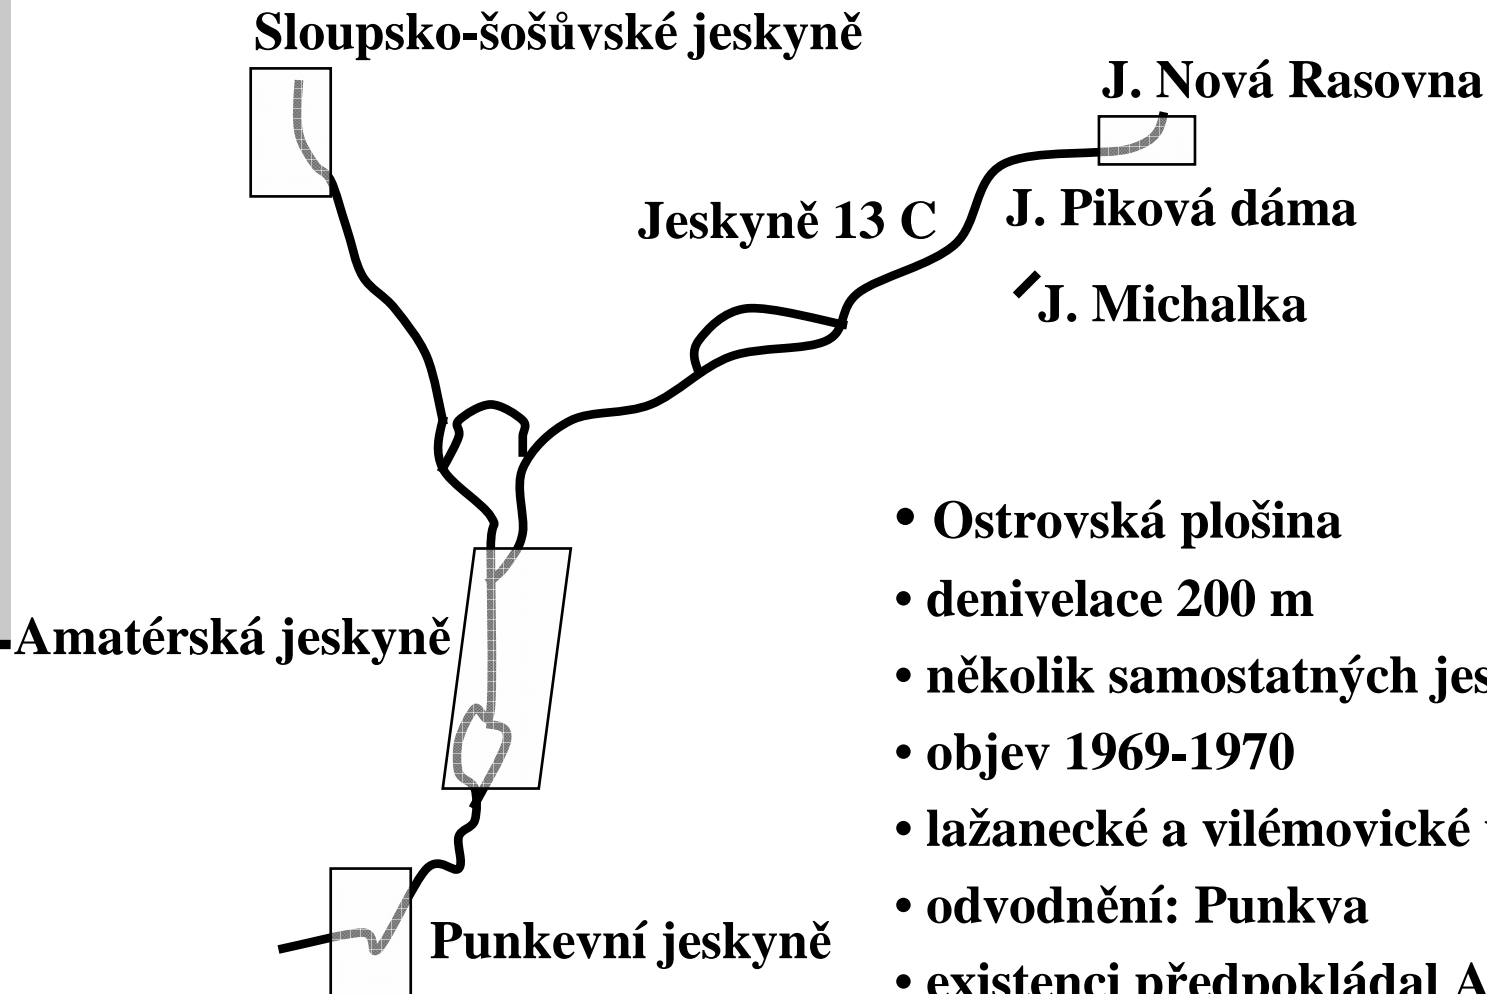 Sloupsko-šošůvské jeskyně
J. Nová Rasovna
Jeskyně 13 C
J. Piková dáma
J. Michalka
Amatérská jeskyně
Punkevní jeskyně
• Ostrovská plošina
• denivelace 200 m
• několik samostatných jes
• objev 1969-1970
• lažanecké a vilémovické
• odvodnění: Punkva
• existenci předpokládal A